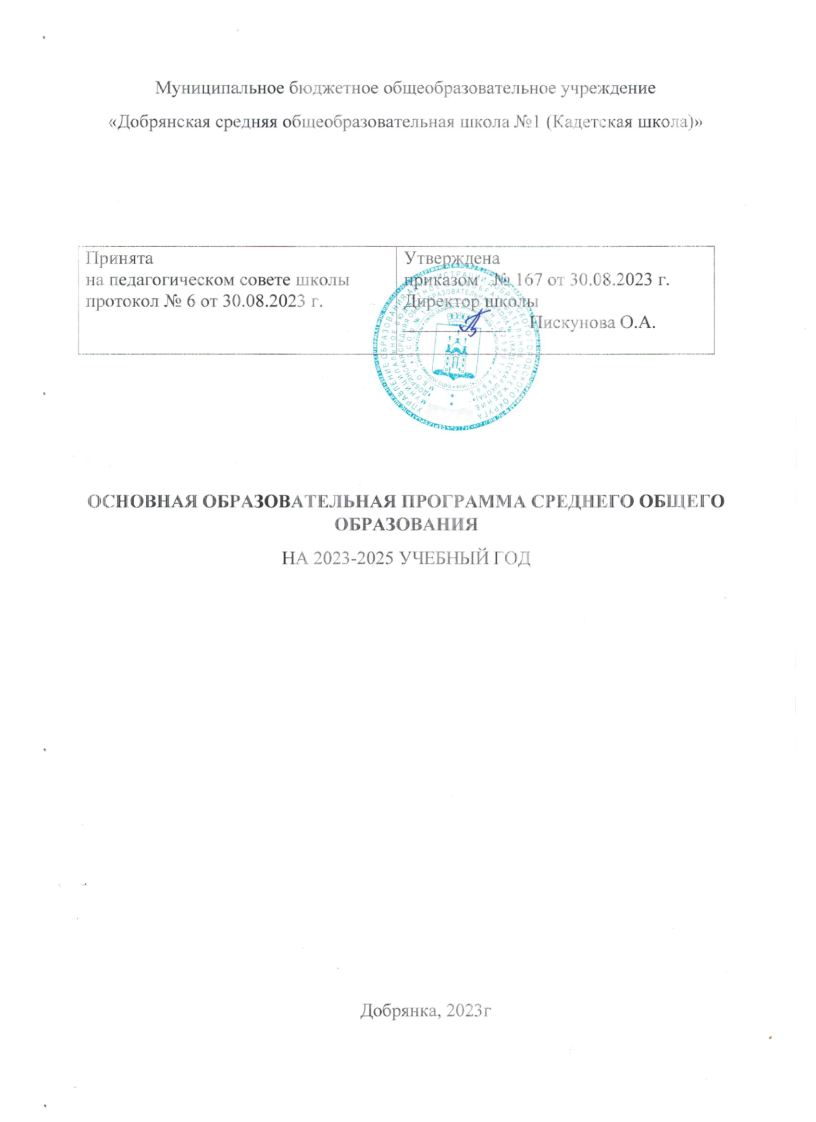 Муниципальное бюджетное общеобразовательное учреждение
«Добрянская средняя общеобразовательная школа №1 (Кадетская школа)»
Принята
на педагогическом совете школы
протокол № 6 от 30.08.2023 г.
Утверждена
приказом № 167 от 30.08.2023 г.
Директор школы
Пискунова О.А.
ОСНОВНАЯ ОБРАЗОВАТЕЛЬНАЯ ПРОГРАММА СРЕДНЕГО ОБЩЕГО
ОБРАЗОВАНИЯ
НА 2023-2025 УЧЕБНЫЙ ГОД
Добрянка, 2023г